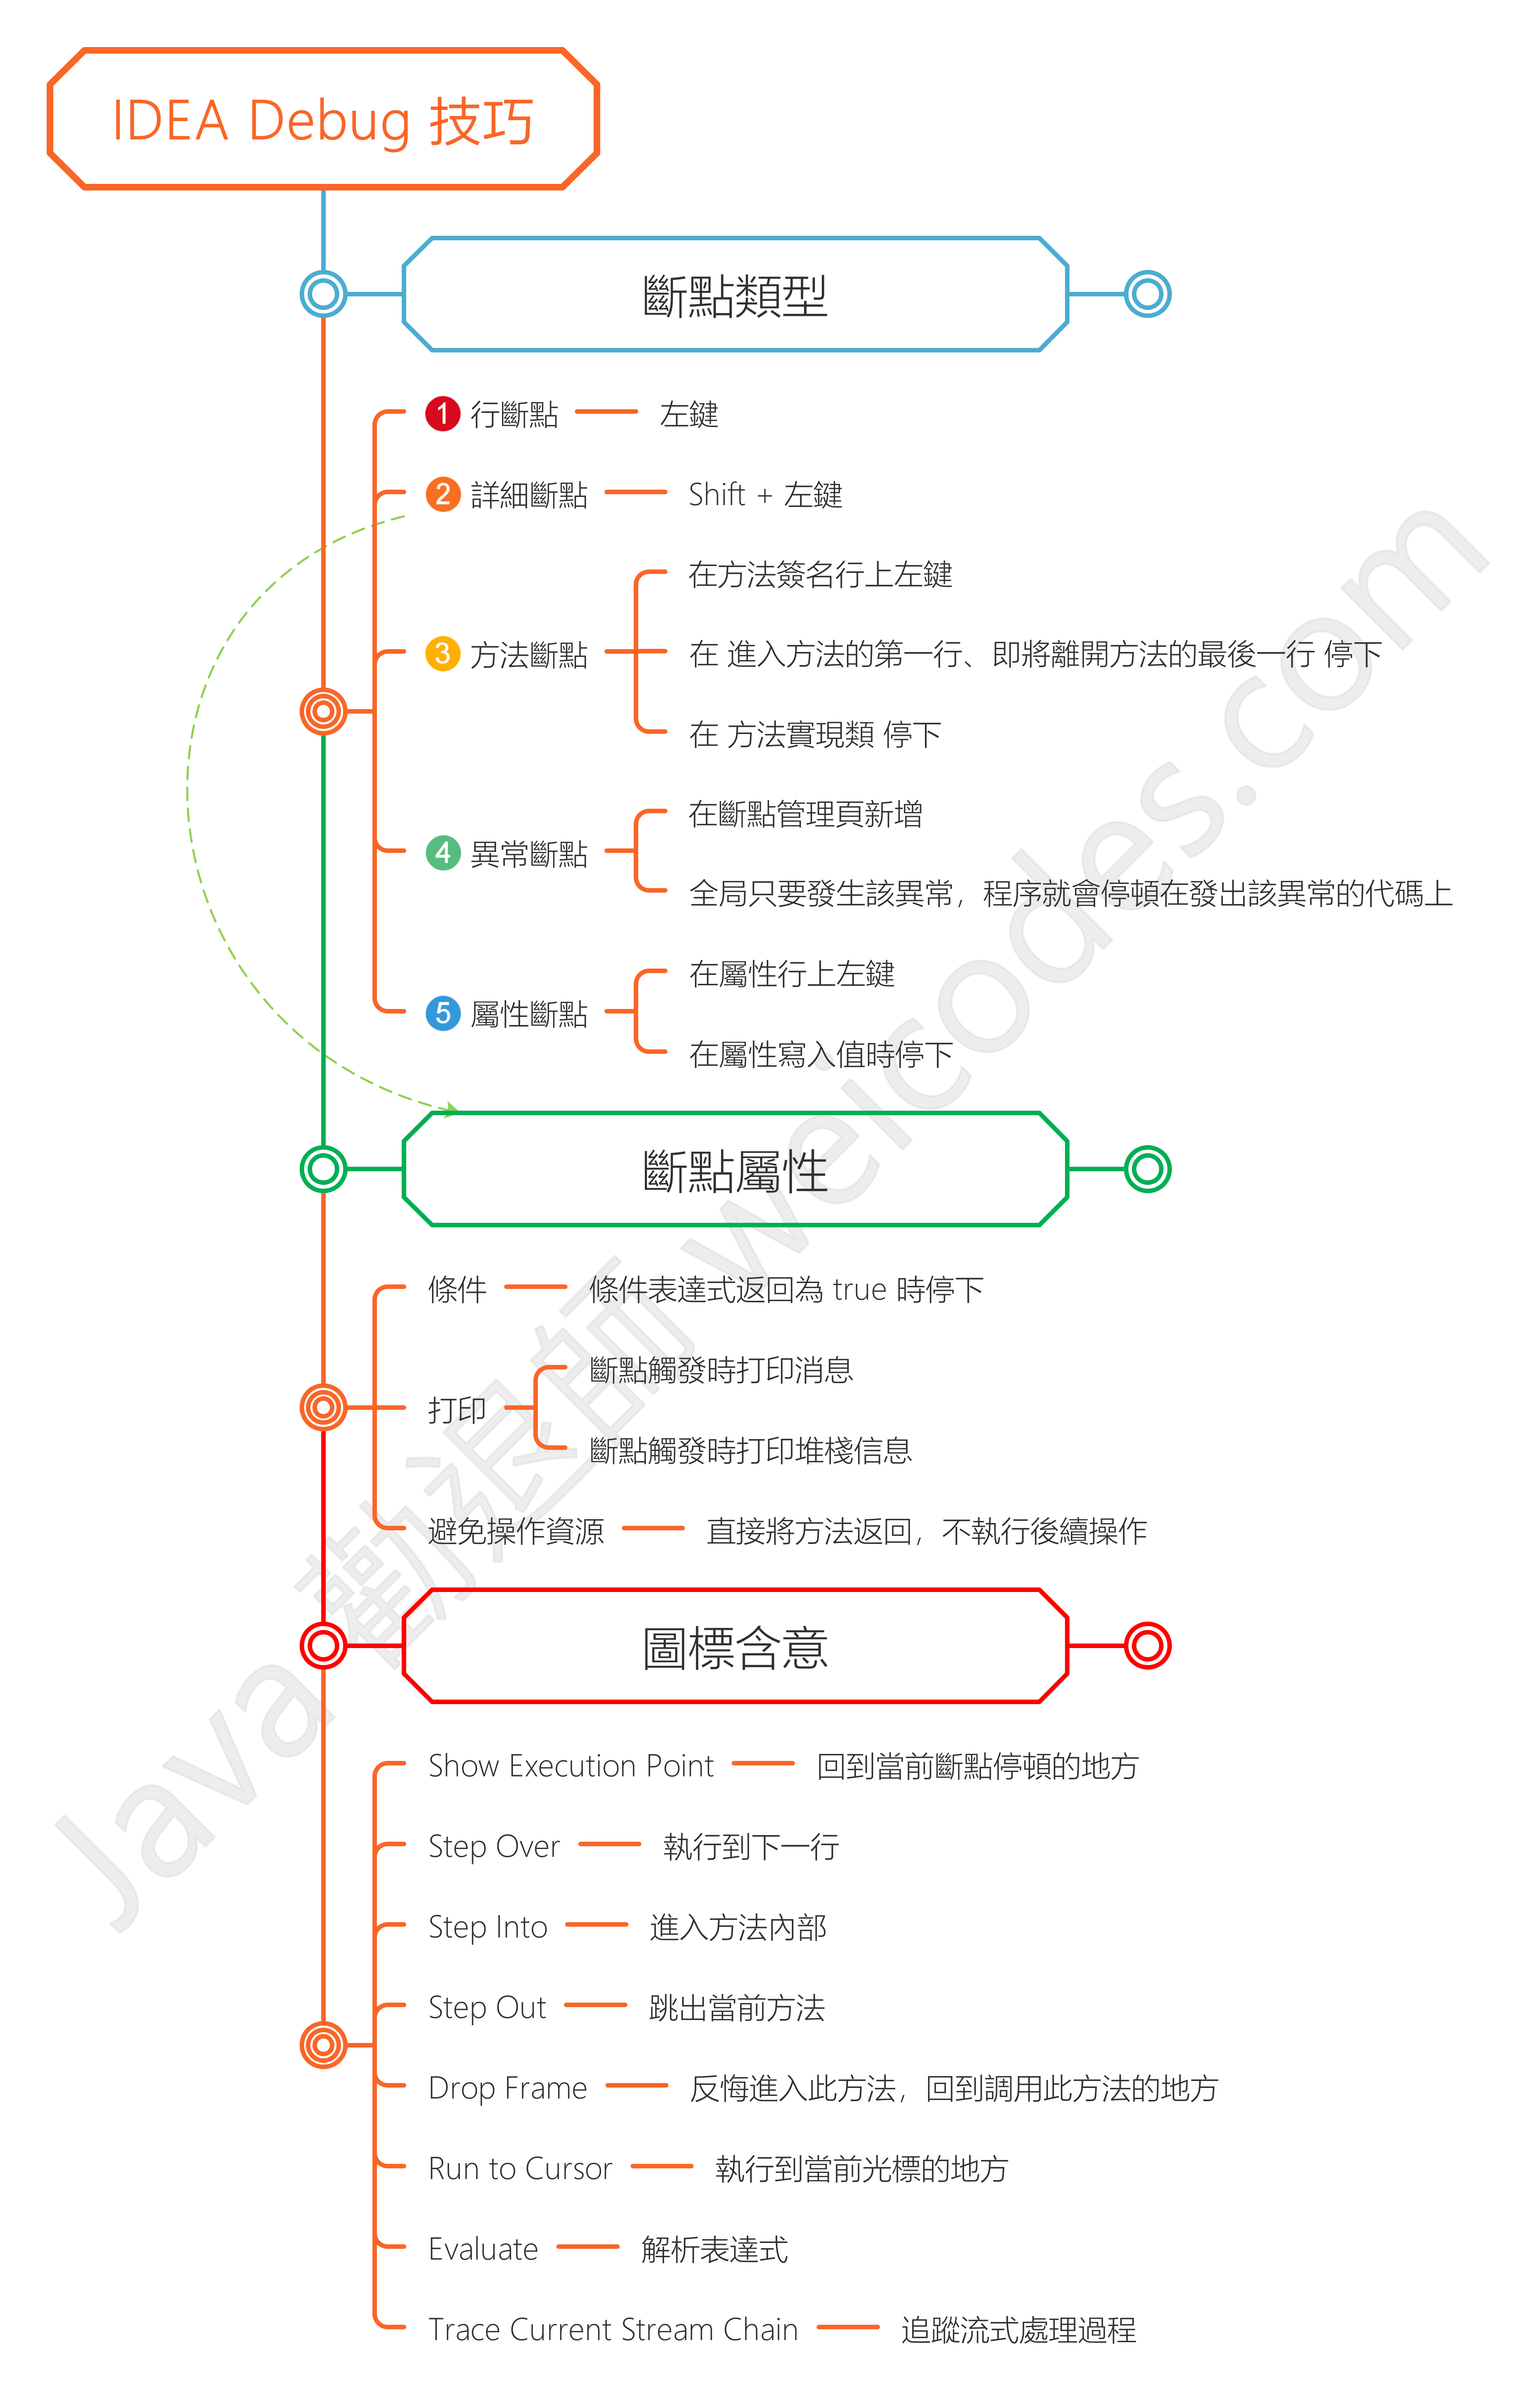 IDEA Debug 技巧
斷點類型
1 行斷點 左鍵
2 詳細斷點 Shift + 左鍵
3 方法斷點
在方法簽名行上左鍵
在 進入方法的第一行、即將離開方法的最後一行 停下
在 方法實現類 停下
4 異常斷點
在斷點管理頁新增
全局只要發生該異常，程序就會停頓在發出該異常的代碼上
5 屬性斷點
在屬性行上左鍵
在屬性寫入值時停下
斷點屬性
條件 條件表達式返回為 true 時停下
打印
斷點觸發時打印消息
斷點觸發時打印堆棧信息
避免操作資源 直接將方法返回，不執行後續操作
圖標含意
Show Execution Point 回到當前斷點停頓的地方
Step Over 執行到下一行
Step Into 進入方法內部
Step Out 跳出當前方法
Drop Frame 反悔進入此方法，回到調用此方法的地方
Run to Cursor 執行到當前光標的地方
Evaluate 解析表達式
Trace Current Stream Chain 追蹤流式處理過程
Java 勸退師 weicodes.com